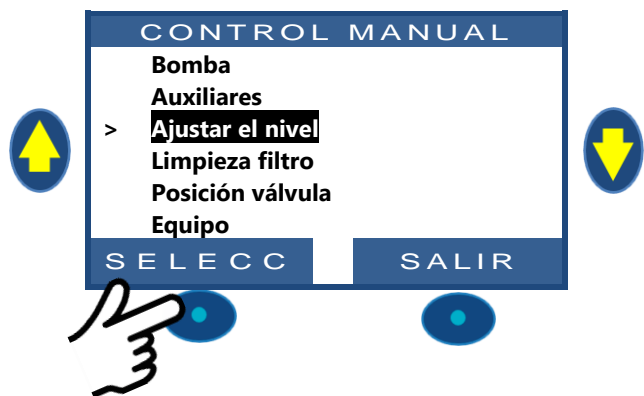 CONTROL MANUAL
Bomba
Auxiliares
> Ajustar el nivel
Limpieza filtro
Posición válvula
Equipo
SELECC SALIR